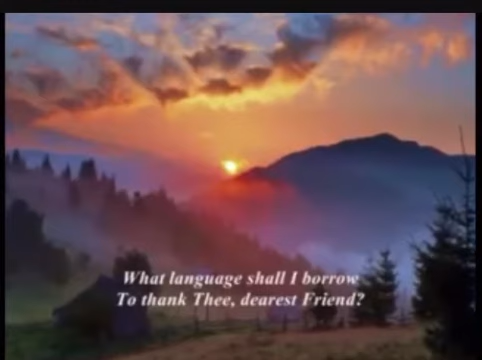 What language shall I borrow
To thank Thee, dearest Friend?